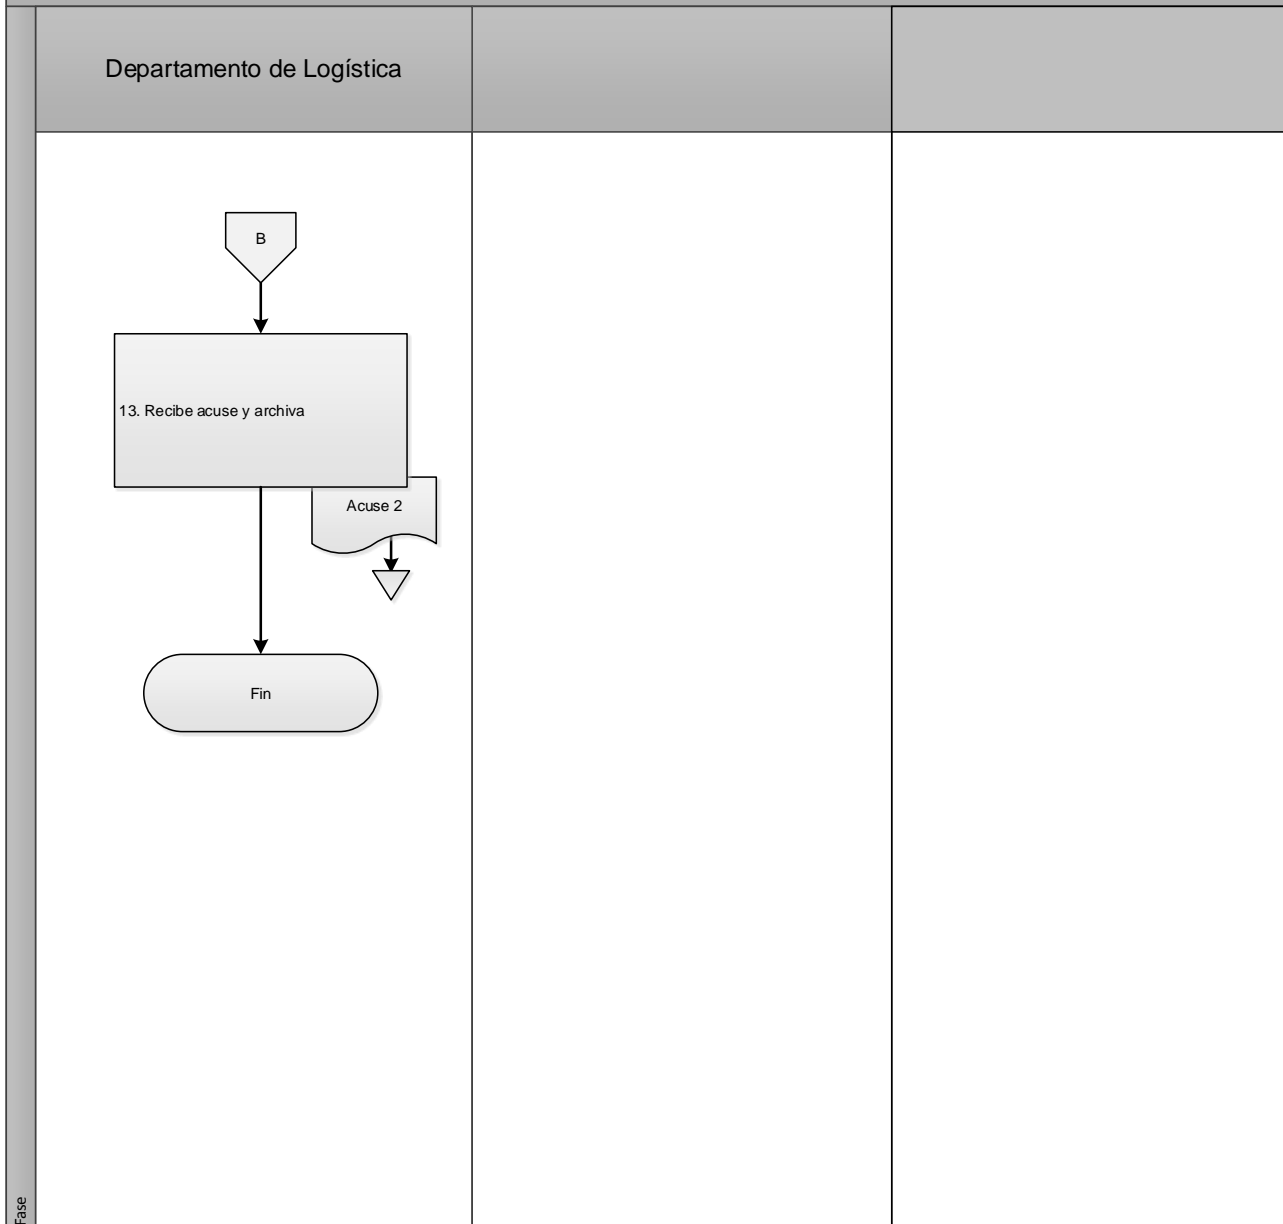 Departamento de Logística
B
13. Recibe acuse y archiva
Acuse 2
Fin
Fase